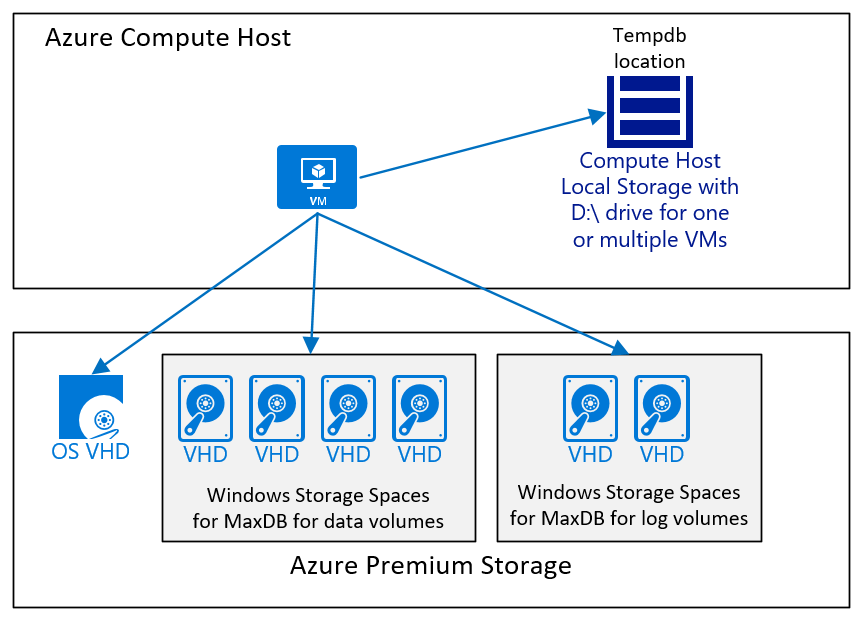 Azure Compute Host
Tempdb
location
VM
Compute Host
Local Storage with
D:\ drive for one
or multiple VMs
OS VHD
VHD
VHD
VHD
VHD
Windows Storage Spaces
for MaxDB for data volumes
VHD
VHD
Windows Storage Spaces
for MaxDB for log volumes
Azure Premium Storage